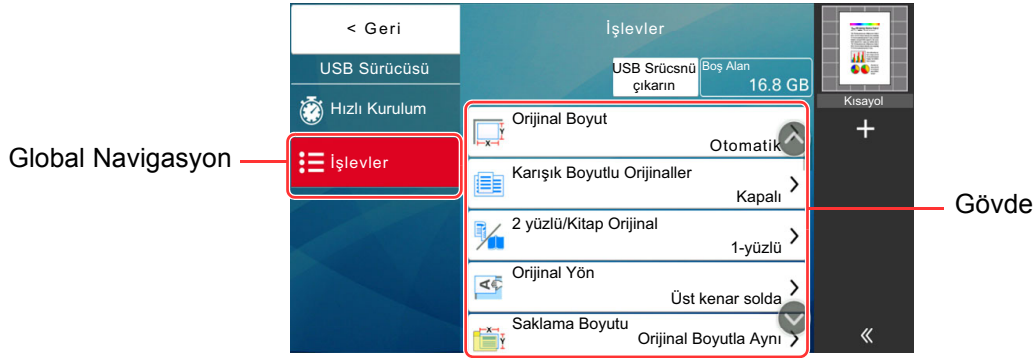 < Geri
İşlevler
USB Sürücüsü
USB Srücsnü
çıkarın
Boş Alan
16.8 GB
Kısayol
Hızlı Kurulum
İşlevler
Global Navigasyon
Orijinal Boyut
Otomatik
Karışık Boyutlu Orijinaller
Kapalı
2 yüzlü/Kitap Orijinal
1-yüzlü
Orijinal Yön
Üst kenar solda
Saklama Boyutu
Orijinal Boyutla Aynı
Gövde